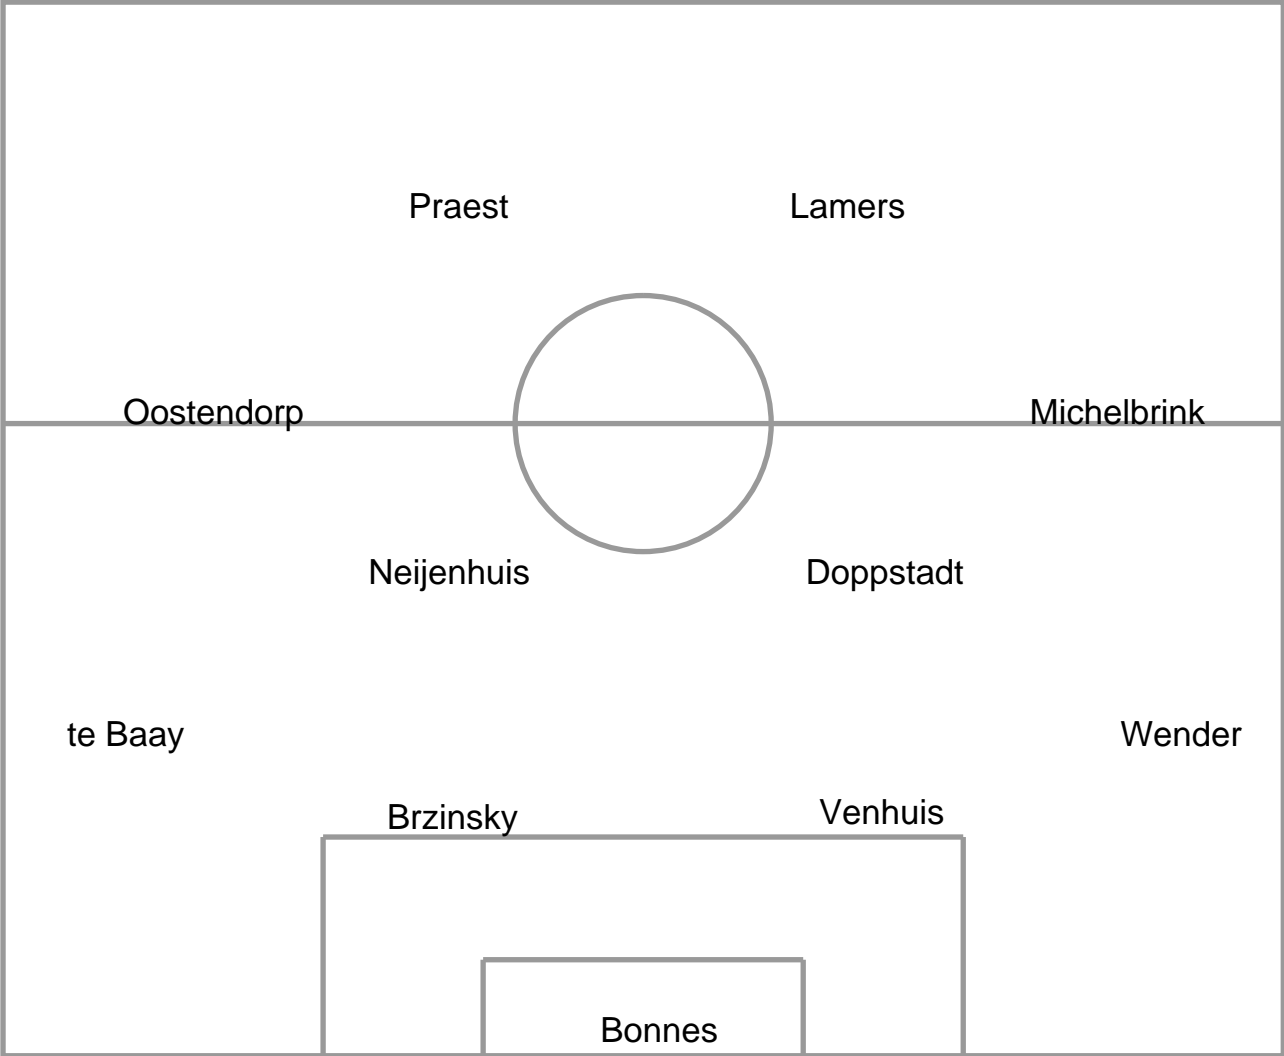 Praest
Lamers
Oostendorp
Michelbrink
Neijenhuis
Doppstadt
te Baay
Wender
Brzinsky
Venhuis
Bonnes